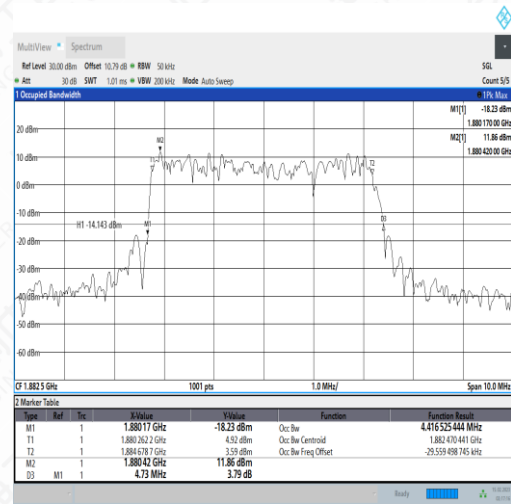 MultiView Spectrum
Ref Level 30.00 dBm Offset 10.79 dB RBW 50 kHz SGL
Att 30 dB SWT 1.01 ms VBW 200 kHz Mode Auto Sweep Count 5/5
1 Occupied Bandwidth 1Pk Max
M1[1] -18.23 dBm
1.880 170 00 GHz
M2[1] 11.86 dBm
1.880 420 00 GHz
20 dBm
M2
10 dBm
T1 T2
0 dBm
-10 dBm
H1 -14.143 dBm M1 D3
-20 dBm
-30 dBm
-40 dBm
-50 dBm
-60 dBm
CF 1.882 5 GHz 1001 pts 1.0 MHz/ Span 10.0 MHz
2 Marker Table
Type Ref Trc X-Value Y-Value Function Function Result
M1 1 1.88017 GHz -18.23 dBm Occ Bw 4.416 525 444 MHz
T1 1 1.880 262 2 GHz 4.92 dBm Occ Bw Centroid 1.882 470 441 GHz
T2 1 1.884 678 7 GHz 3.59 dBm Occ Bw Freq Offset -29.559 498 745 kHz
M2 1 1.88042 GHz 11.86 dBm
D3 M1 1 4.73 MHz 3.79 dB
Ready